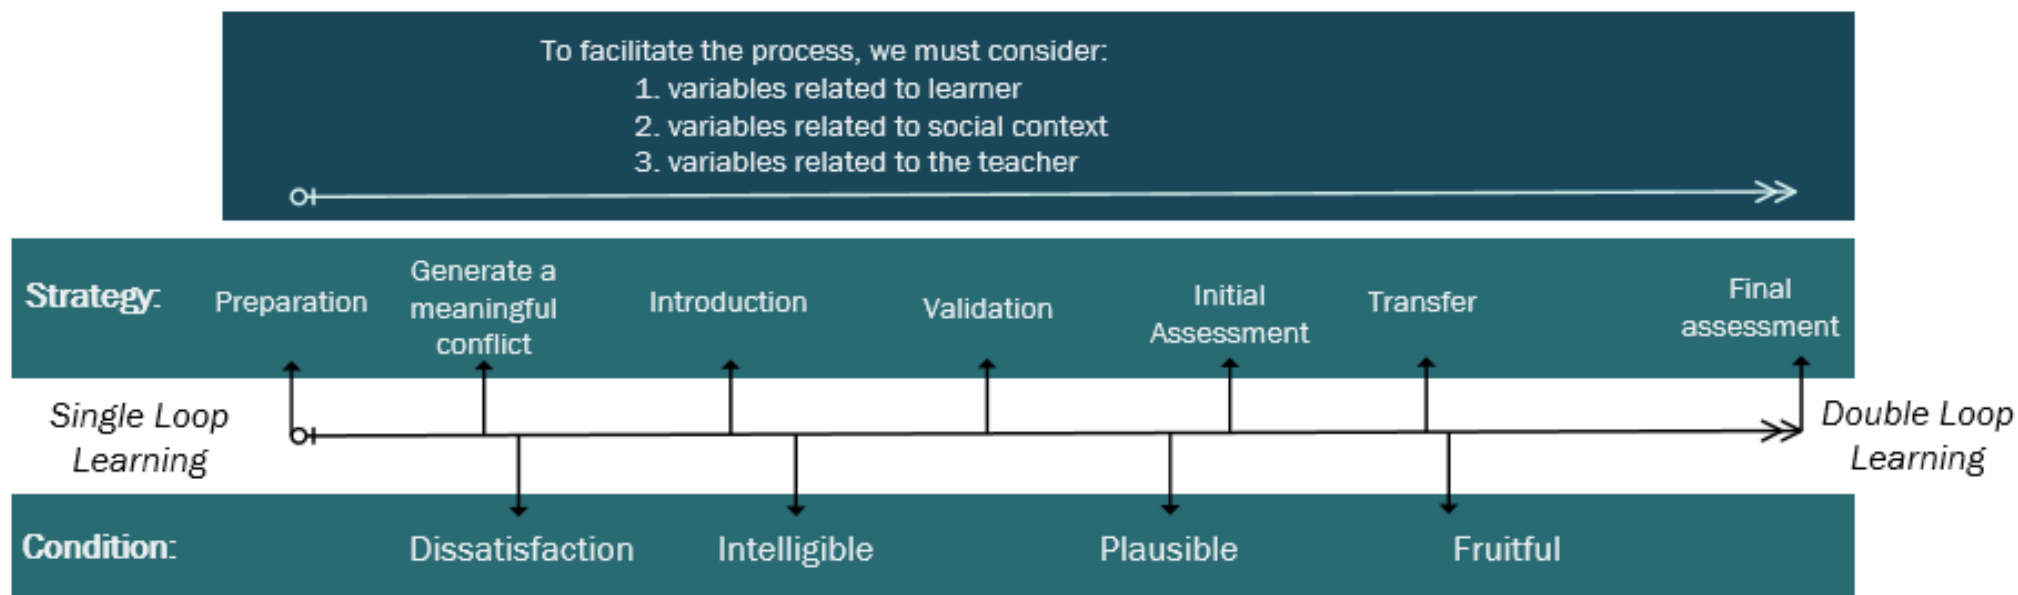 To facilitate the process, we must consider:
1. variables related to learner
2. variables related to social context
3. variables related to the teacher
Strategy:
Preparation
Generate a
meaningful
conflict
Introduction
Validation
Initial
Assessment
Transfer
Final
assessment
Single Loop
Learning
Double Loop
Learning
Condition:
Dissatisfaction
Intelligible
Plausible
Fruitful